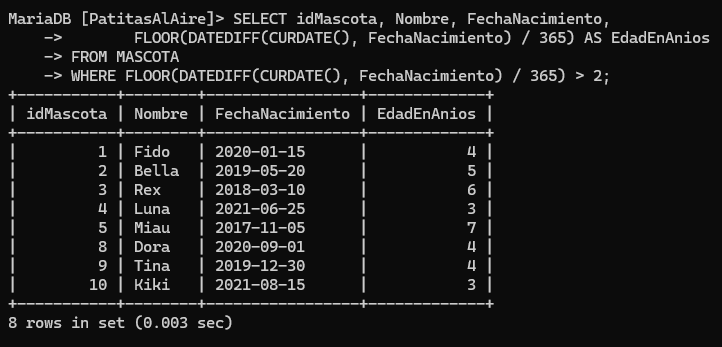 MariaDB [PatitasAlAire]> SELECT idMascota, Nombre, FechaNacimiento,
    ->        FLOOR(DATEDIFF(CURDATE(), FechaNacimiento) / 365) AS EdadEnAnios
    -> FROM MASCOTA
    -> WHERE FLOOR(DATEDIFF(CURDATE(), FechaNacimiento) / 365) > 2;
+-----------+--------+-----------------+-------------+
| idMascota | Nombre | FechaNacimiento | EdadEnAnios |
+-----------+--------+-----------------+-------------+
|         1 | Fido   | 2020-01-15      |           4 |
|         2 | Bella  | 2019-05-20      |           5 |
|         3 | Rex    | 2018-03-10      |           6 |
|         4 | Luna   | 2021-06-25      |           3 |
|         5 | Miau   | 2017-11-05      |           7 |
|         8 | Dora   | 2020-09-01      |           4 |
|         9 | Tina   | 2019-12-30      |           4 |
|        10 | Kiki   | 2021-08-15      |           3 |
+-----------+--------+-----------------+-------------+
8 rows in set (0.003 sec)